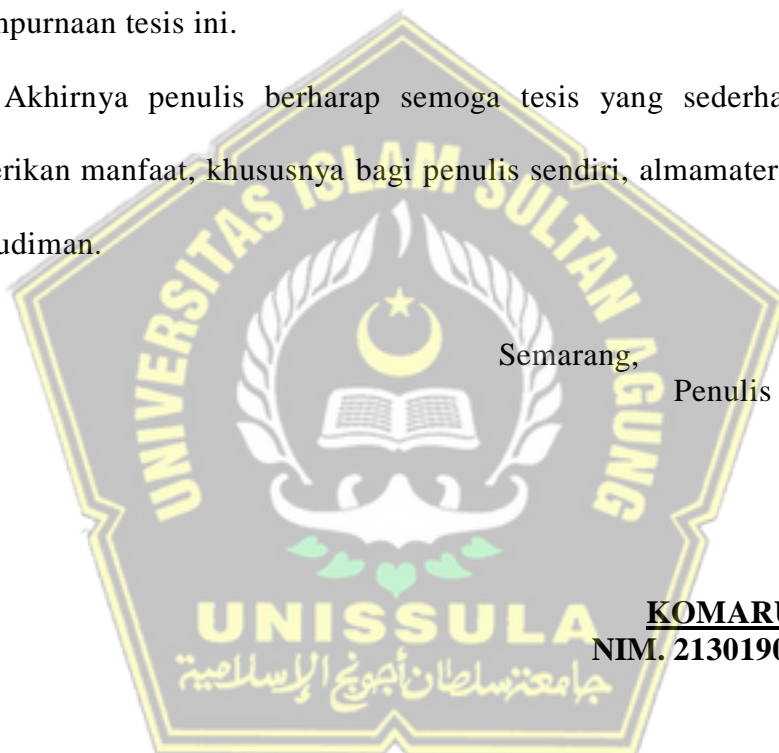 mpurnaan tesis ini.
Akhirnya penulis berharap semoga tesis yang sederha
erikan manfaat, khususnya bagi penulis sendiri, almamater
udiman.
UNIVERSITAS ISLAM SULTAN AGUNG
Semarang,
Penulis
KOMARU
NIM. 2130190
UNISSULA
جامعة سلطان أجونج الإسلامية